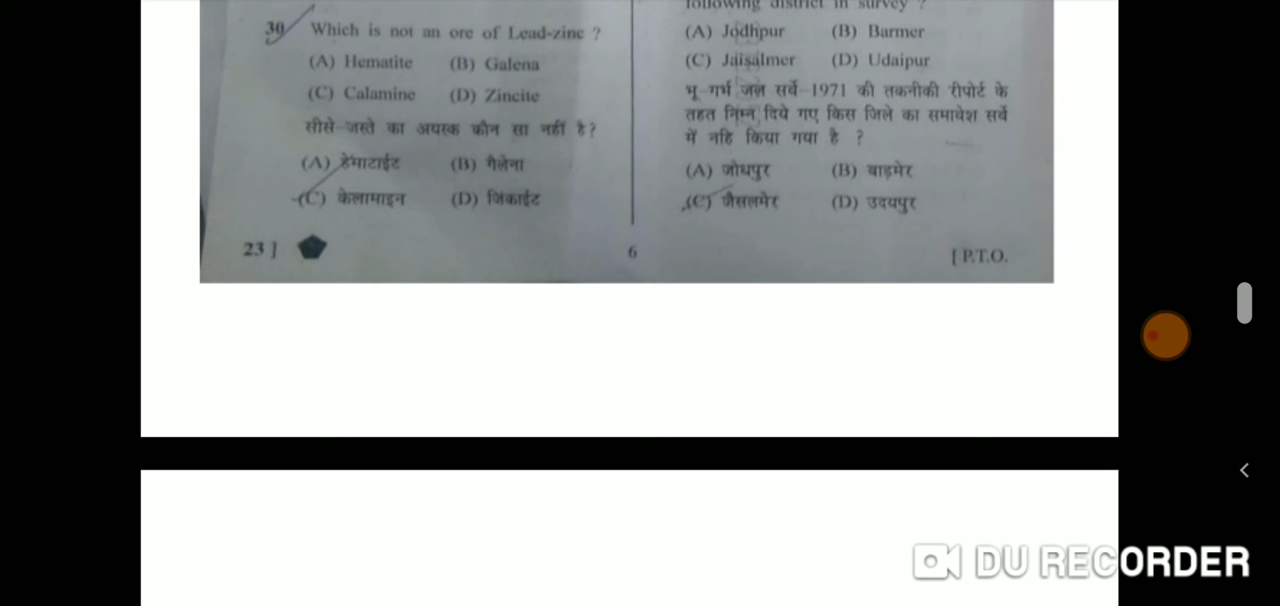 30 Which is not an ore of Lead-zinc ?
(A) Hematite (B) Galena
(C) Calamine (D) Zincite
सीसे-जस्ते का अयस्क कौन सा नहीं है?
(A) हेमाटाईट (B) गैलेना
(C) केलामाइन (D) जिंकाईट
23 ]
following district in survey ?
(A) Jodhpur (B) Barmer
(C) Jaisalmer (D) Udaipur
भू-गर्भ जल सर्वे-1971 की तकनीकी रीपोर्ट के
तहत निम्न दिये गए किस जिले का समावेश सर्वे
में नहि किया गया है ?
(A) जोधपुर (B) बाड़मेर
(C) जैसलमेर (D) उदयपुर
6
[ P.T.O.
DU RECORDER